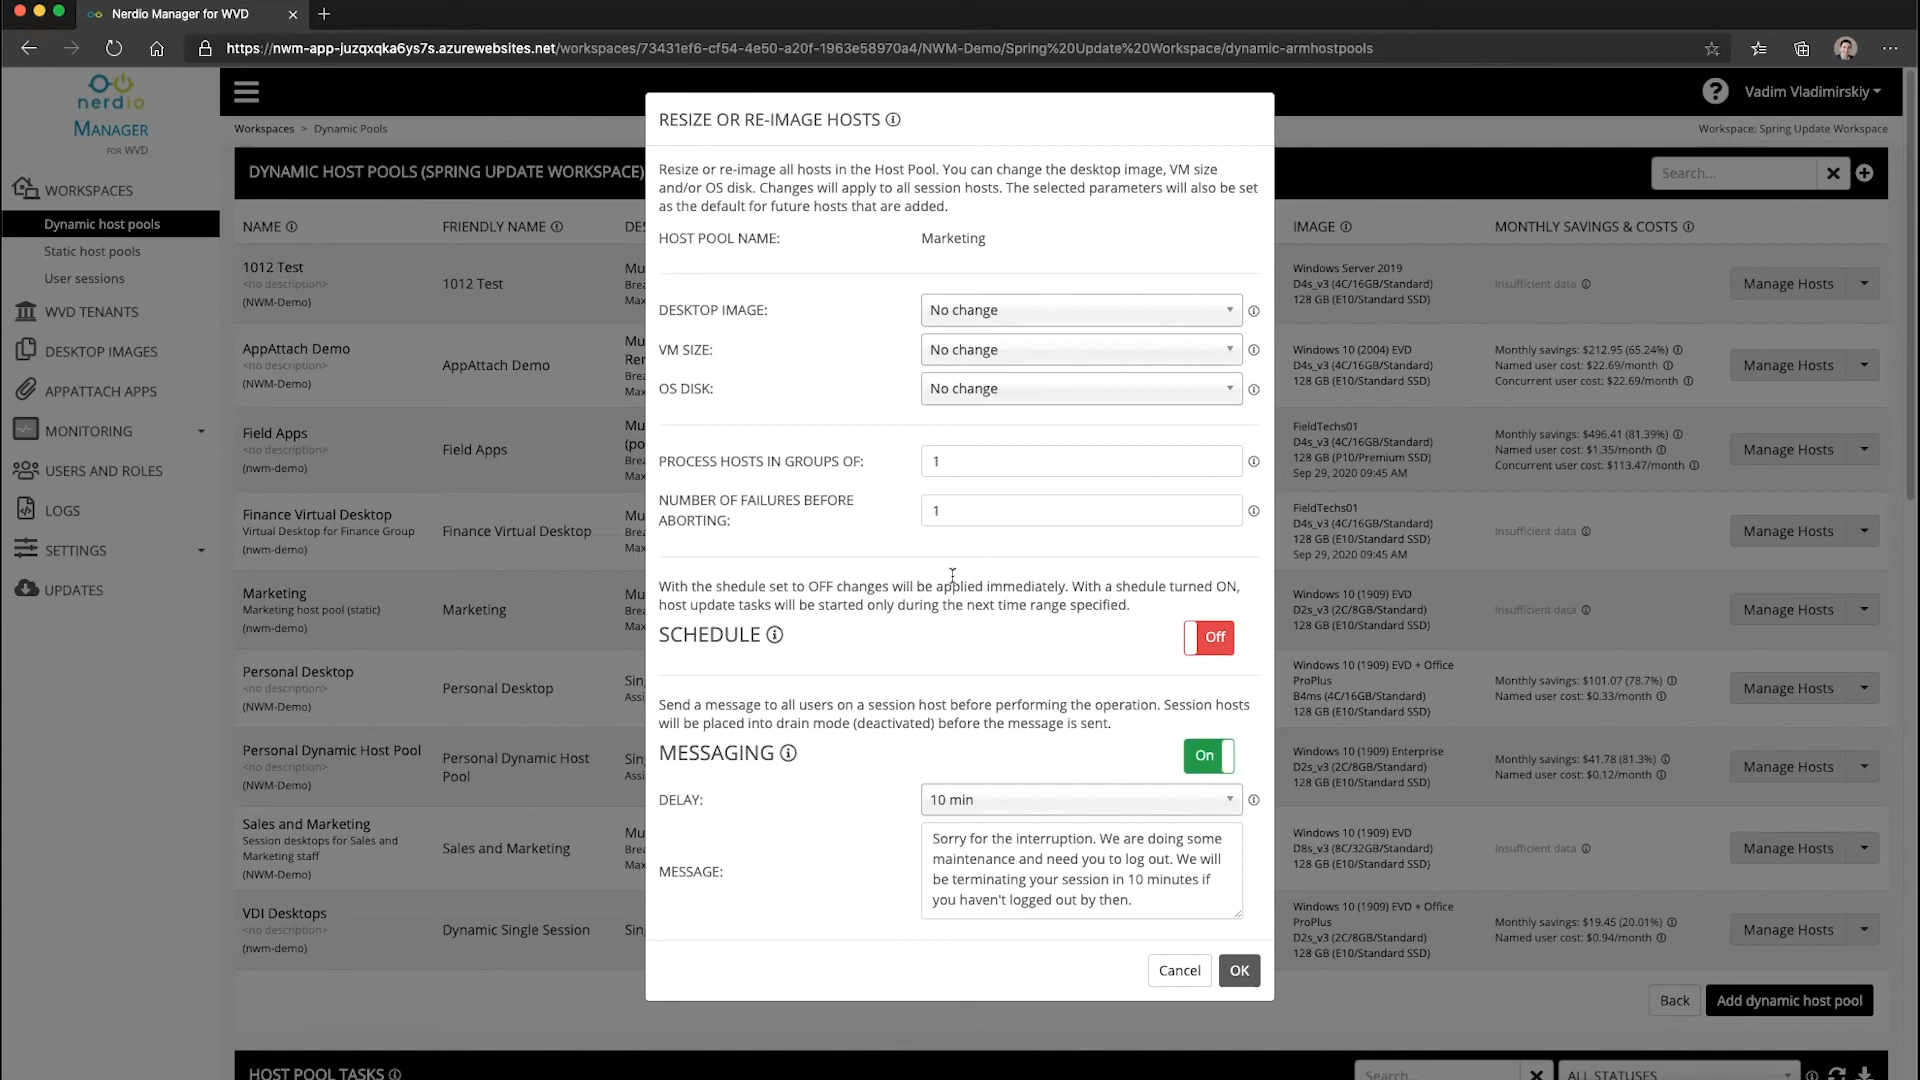 Nerdio Manager for WVD
https://nwm-app-juzqxqka6ys7s.azurewebsites.net/workspaces/73431ef6-cf54-4e50-a20f-1963e58970a4/NWM-Demo/Spring%20Update%20Workspace/dynamic-armhostpools
nerdio
MANAGER
FOR WVD
Vadim Vladimirskiy
Workspaces > Dynamic Pools
Workspace: Spring Update Workspace
WORKSPACES
Dynamic host pools
Static host pools
User sessions
WVD TENANTS
DESKTOP IMAGES
APPATTACH APPS
MONITORING
USERS AND ROLES
LOGS
SETTINGS
UPDATES
DYNAMIC HOST POOLS (SPRING UPDATE WORKSPACE)
Search...
NAME
FRIENDLY NAME
DES
IMAGE
MONTHLY SAVINGS & COSTS
1012 Test
<no description>
(NWM-Demo)
1012 Test
Mu
Brea
Max
Windows Server 2019
D4s_v3 (4C/16GB/Standard)
128 GB (E10/Standard SSD)
Insufficient data
Manage Hosts
AppAttach Demo
<no description>
(NWM-Demo)
AppAttach Demo
Mu
Rem
Brea
Max
Windows 10 (2004) EVD
D4s_v3 (4C/16GB/Standard)
128 GB (E10/Standard SSD)
Monthly savings: $212.95 (65.24%)
Named user cost: $22.69/month
Concurrent user cost: $22.69/month
Manage Hosts
Field Apps
<no description>
(nwm-demo)
Field Apps
Mu
(po
Brea
Max
FieldTechs01
D4s_v3 (4C/16GB/Standard)
128 GB (P10/Premium SSD)
Sep 29, 2020 09:45 AM
Monthly savings: $496.41 (81.39%)
Named user cost: $1.35/month
Concurrent user cost: $113.47/month
Manage Hosts
Finance Virtual Desktop
Virtual Desktop for Finance Group
(nwm-demo)
Finance Virtual Desktop
Mu
Brea
Max
FieldTechs01
D4s_v3 (4C/16GB/Standard)
128 GB (E10/Standard SSD)
Sep 29, 2020 09:45 AM
Insufficient data
Manage Hosts
Marketing
Marketing host pool (static)
(nwm-demo)
Marketing
Mu
Brea
Max
Windows 10 (1909) EVD
D2s_v3 (2C/8GB/Standard)
128 GB (E10/Standard SSD)
Insufficient data
Manage Hosts
Personal Desktop
<no description>
(NWM-Demo)
Personal Desktop
Sin
Assi
Windows 10 (1909) EVD + Office
ProPlus
B4ms (4C/16GB/Standard)
128 GB (E10/Standard SSD)
Monthly savings: $101.07 (78.7%)
Named user cost: $0.33/month
Manage Hosts
Personal Dynamic Host Pool
<no description>
(NWM-Demo)
Personal Dynamic Host
Pool
Sin
Assi
Windows 10 (1909) Enterprise
D2s_v3 (2C/8GB/Standard)
128 GB (E10/Standard SSD)
Monthly savings: $41.78 (81.3%)
Named user cost: $0.12/month
Manage Hosts
Sales and Marketing
Session desktops for Sales and
Marketing staff
(NWM-Demo)
Sales and Marketing
Mu
Brea
Max
Windows 10 (1909) EVD
D8s_v3 (8C/32GB/Standard)
128 GB (E10/Standard SSD)
Insufficient data
Manage Hosts
VDI Desktops
<no description>
(nwm-demo)
Dynamic Single Session
Sin
Windows 10 (1909) EVD + Office
ProPlus
D2s_v3 (2C/8GB/Standard)
128 GB (E10/Standard SSD)
Monthly savings: $19.45 (20.01%)
Named user cost: $0.94/month
Manage Hosts
Back
Add dynamic host pool
HOST POOL TASKS
Search...
ALL STATUSES
RESIZE OR RE-IMAGE HOSTS
Resize or re-image all hosts in the Host Pool. You can change the desktop image, VM size
and/or OS disk. Changes will apply to all session hosts. The selected parameters will also be set
as the default for future hosts that are added.
HOST POOL NAME: Marketing
DESKTOP IMAGE: No change
VM SIZE: No change
OS DISK: No change
PROCESS HOSTS IN GROUPS OF: 1
NUMBER OF FAILURES BEFORE
ABORTING: 1
With the shedule set to OFF changes will be applied immediately. With a shedule turned ON,
host update tasks will be started only during the next time range specified.
SCHEDULE Off
Send a message to all users on a session host before performing the operation. Session hosts
will be placed into drain mode (deactivated) before the message is sent.
MESSAGING On
DELAY: 10 min
MESSAGE:
Sorry for the interruption. We are doing some
maintenance and need you to log out. We will
be terminating your session in 10 minutes if
you haven't logged out by then.
Cancel
OK